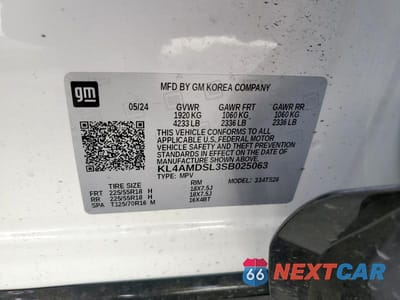 gm
MFD BY GM KOREA COMPANY
05/24 GVWR GAWR FRT GAWR RR
1920 KG 1060 KG 1060 KG
4233 LB 2336 LB 2336 LB
THIS VEHICLE CONFORMS TO ALL
APPLICABLE U.S. FEDERAL MOTOR
VEHICLE SAFETY AND THEFT
PREVENTION STANDARDS IN EFFECT
ON THE DATE OF MANUFACTURE
SHOWN ABOVE.
KL4AMDSL3SB025063
TYPE: MPV MODEL:
TIRE SIZE RIM
FRT 225/55R18 H 18X7.5J
RR 225/55R18 H 18X7.5J
SPA T125/70R16 M 16X4BT
66 NEXTCAR